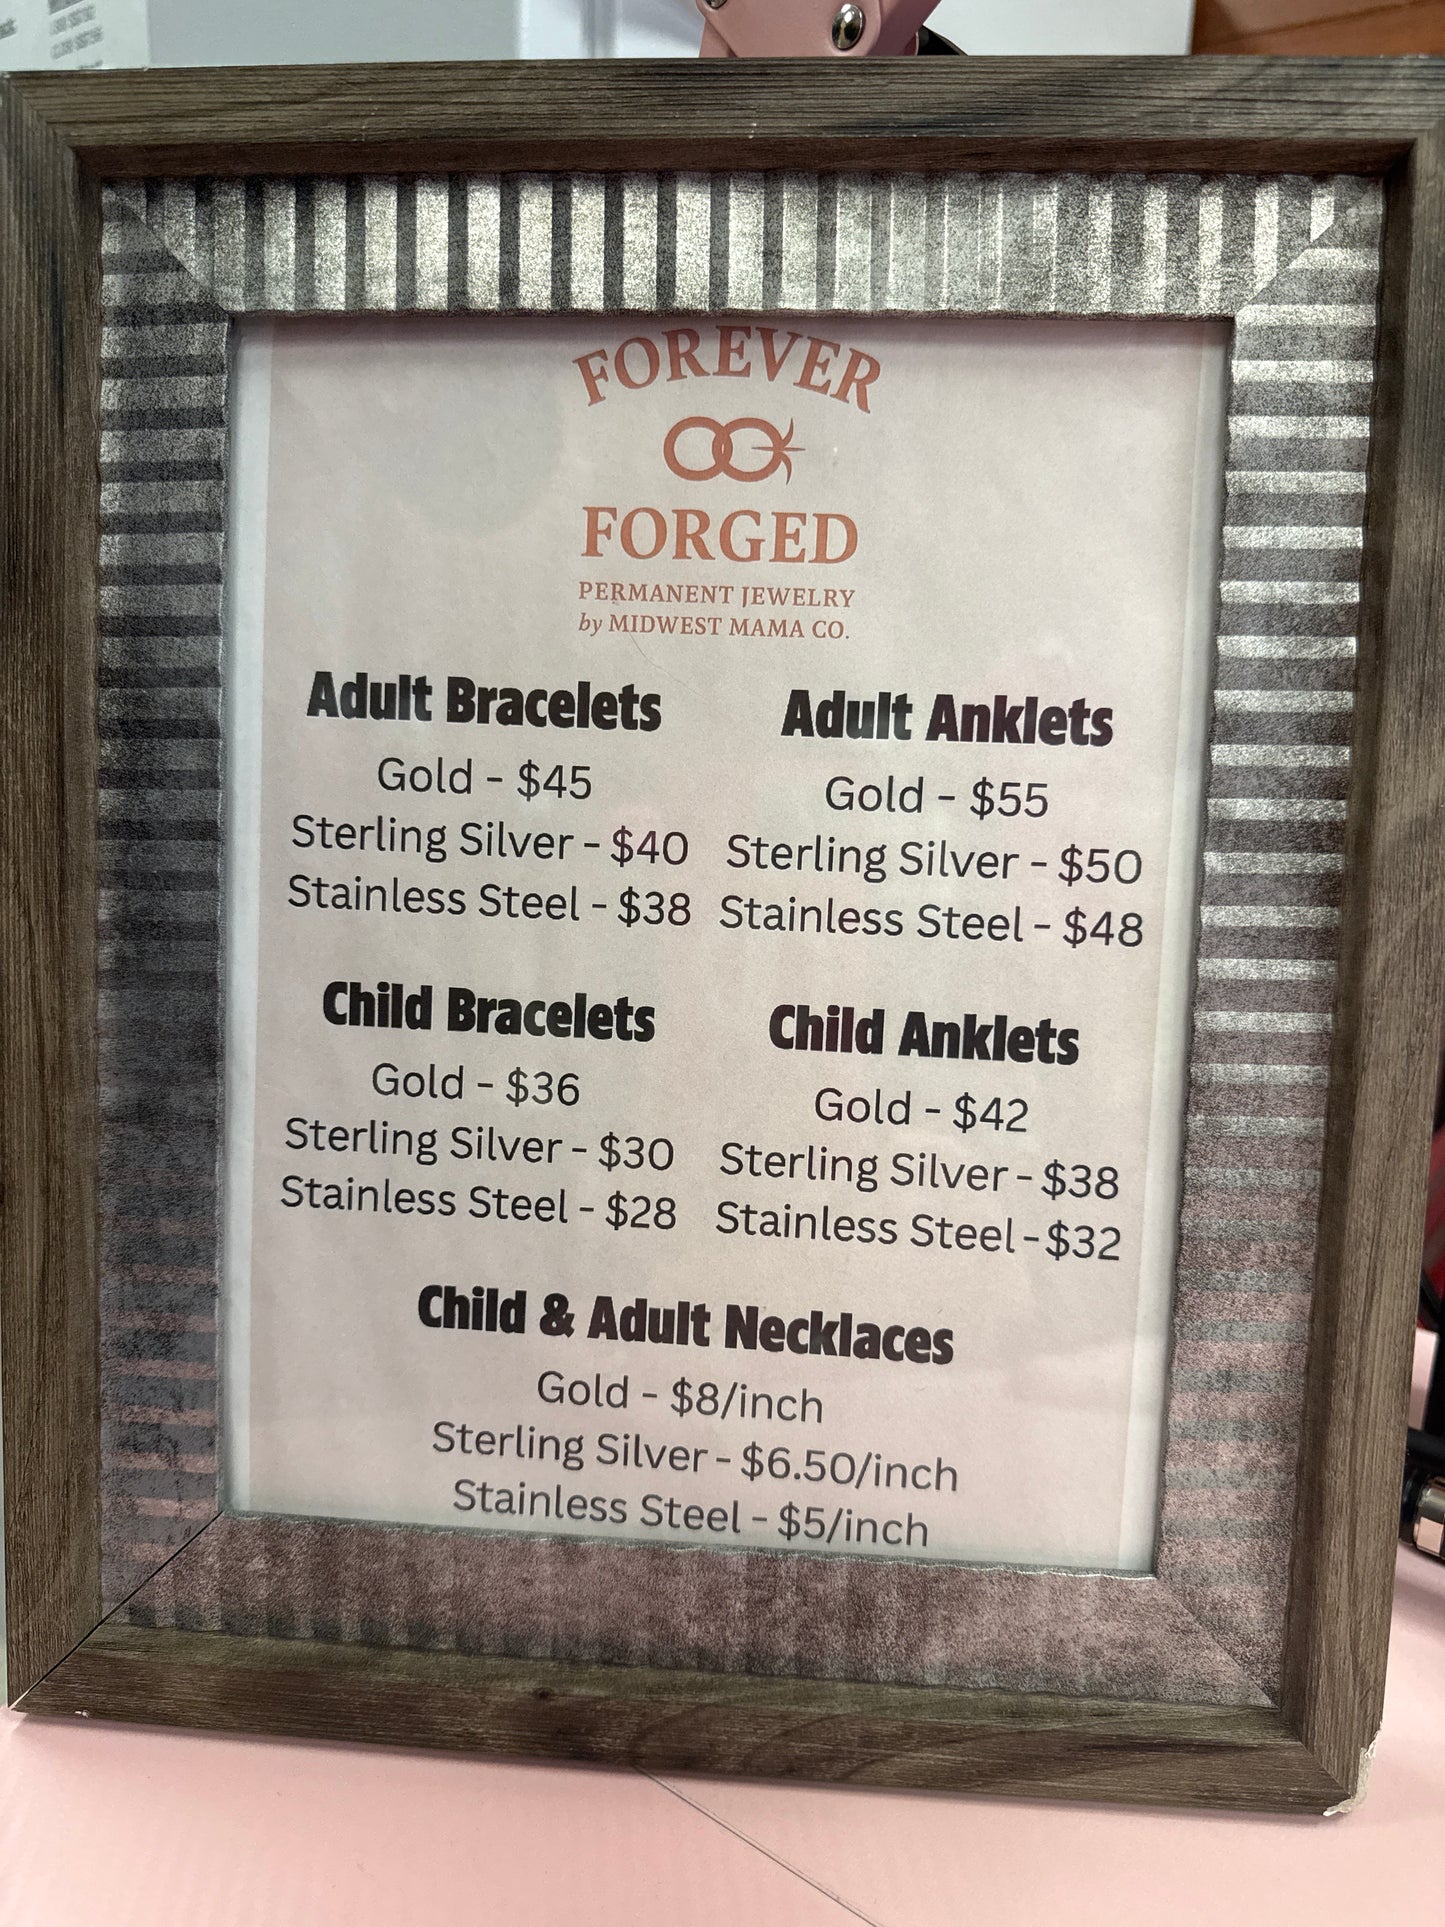 FOREVER
FORGED
PERMANENT JEWELRY
by MIDWEST MAMA CO.
Adult Bracelets
Gold - $45
Sterling Silver - $40
Stainless Steel - $38
Adult Anklets
Gold - $55
Sterling Silver - $50
Stainless Steel - $48
Child Bracelets
Gold - $36
Sterling Silver - $30
Stainless Steel - $28
Child Anklets
Gold - $42
Sterling Silver - $38
Stainless Steel - $32
Child & Adult Necklaces
Gold - $8/inch
Sterling Silver - $6.50/inch
Stainless Steel - $5/inch